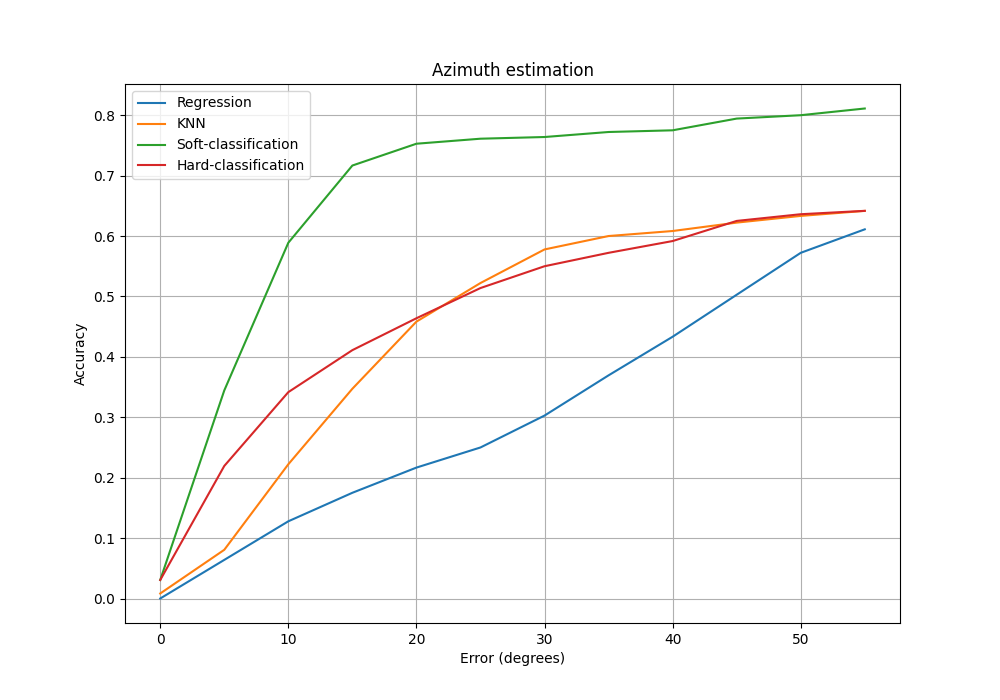 Azimuth estimation
Regression
KNN
Soft-classification
Hard-classification
Accuracy
0.8
0.7
0.6
0.5
0.4
0.3
0.2
0.1
0.0
0 10 20 30 40 50
Error (degrees)